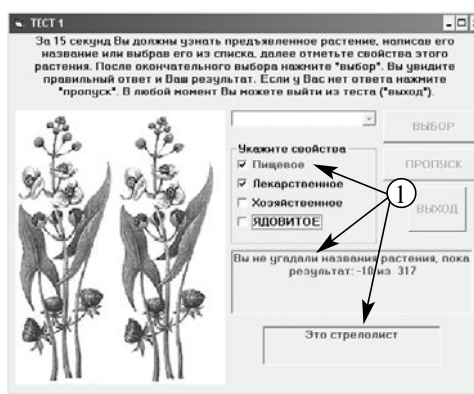 ТЕСТ 1
За 15 секунд Вы должны узнать предъявленное растение, написав его
название или выбрав его из списка, далее отметьте свойства этого
растения. После окончательного выбора нажмите "выбор". Вы увидите
правильный ответ и Ваш результат. Если у Вас нет ответа нажмите
"пропуск". В любой момент Вы можете выйти из теста ("выход").
ВЫБОР
Укажите свойства
Пищевое
ПРОПУСК
Лекарственное
1
Хозяйственное
ВЫХОД
ЯДОВИТОЕ
Вы не угадали названия растения, пока
результат: -10 из 317
Это стрелолист